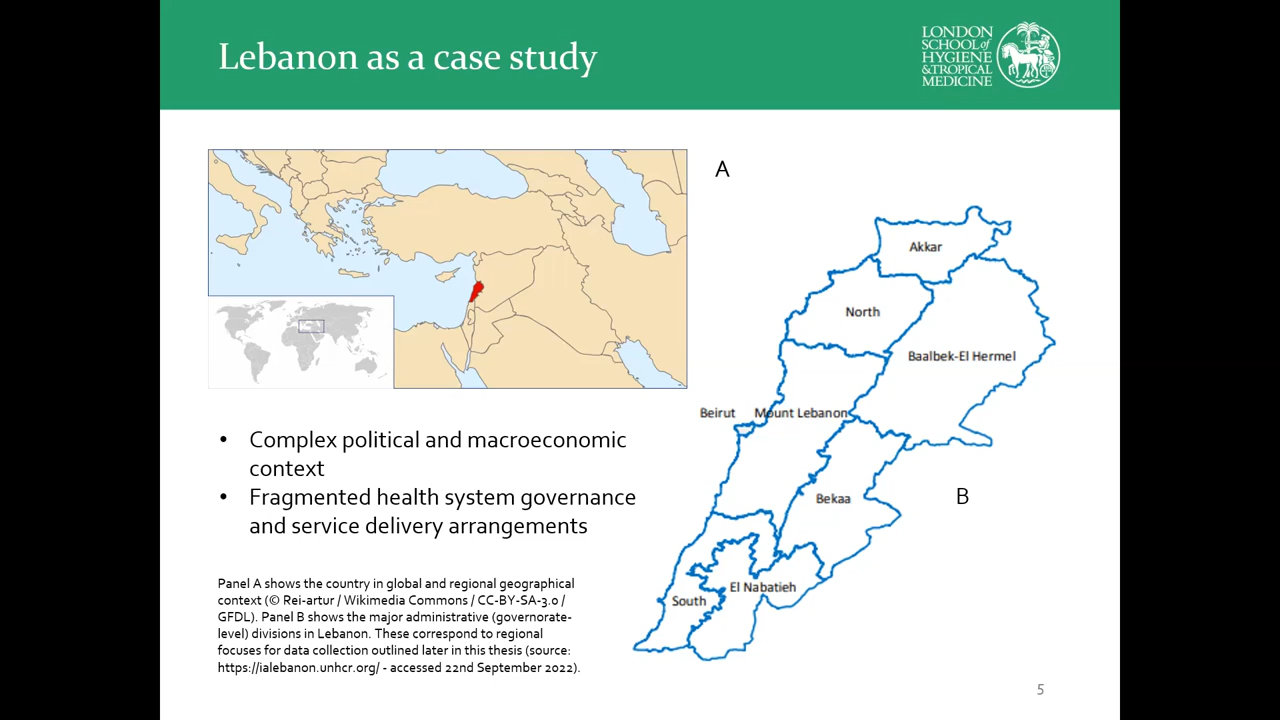 Lebanon as a case study
LONDON
SCHOOL of
HYGIENE
& TROPICAL
MEDICINE
A
Akkar
North
Baalbek-El Hermel
Beirut
Mount Lebanon
Bekaa
B
El Nabatieh
South
• Complex political and macroeconomic
context
• Fragmented health system governance
and service delivery arrangements
Panel A shows the country in global and regional geographical
context (© Rei-artur / Wikimedia Commons / CC-BY-SA-3.0 /
GFDL). Panel B shows the major administrative (governorate-
level) divisions in Lebanon. These correspond to regional
focuses for data collection outlined later in this thesis (source:
https://ialebanon.unhcr.org/ - accessed 22nd September 2022).
5